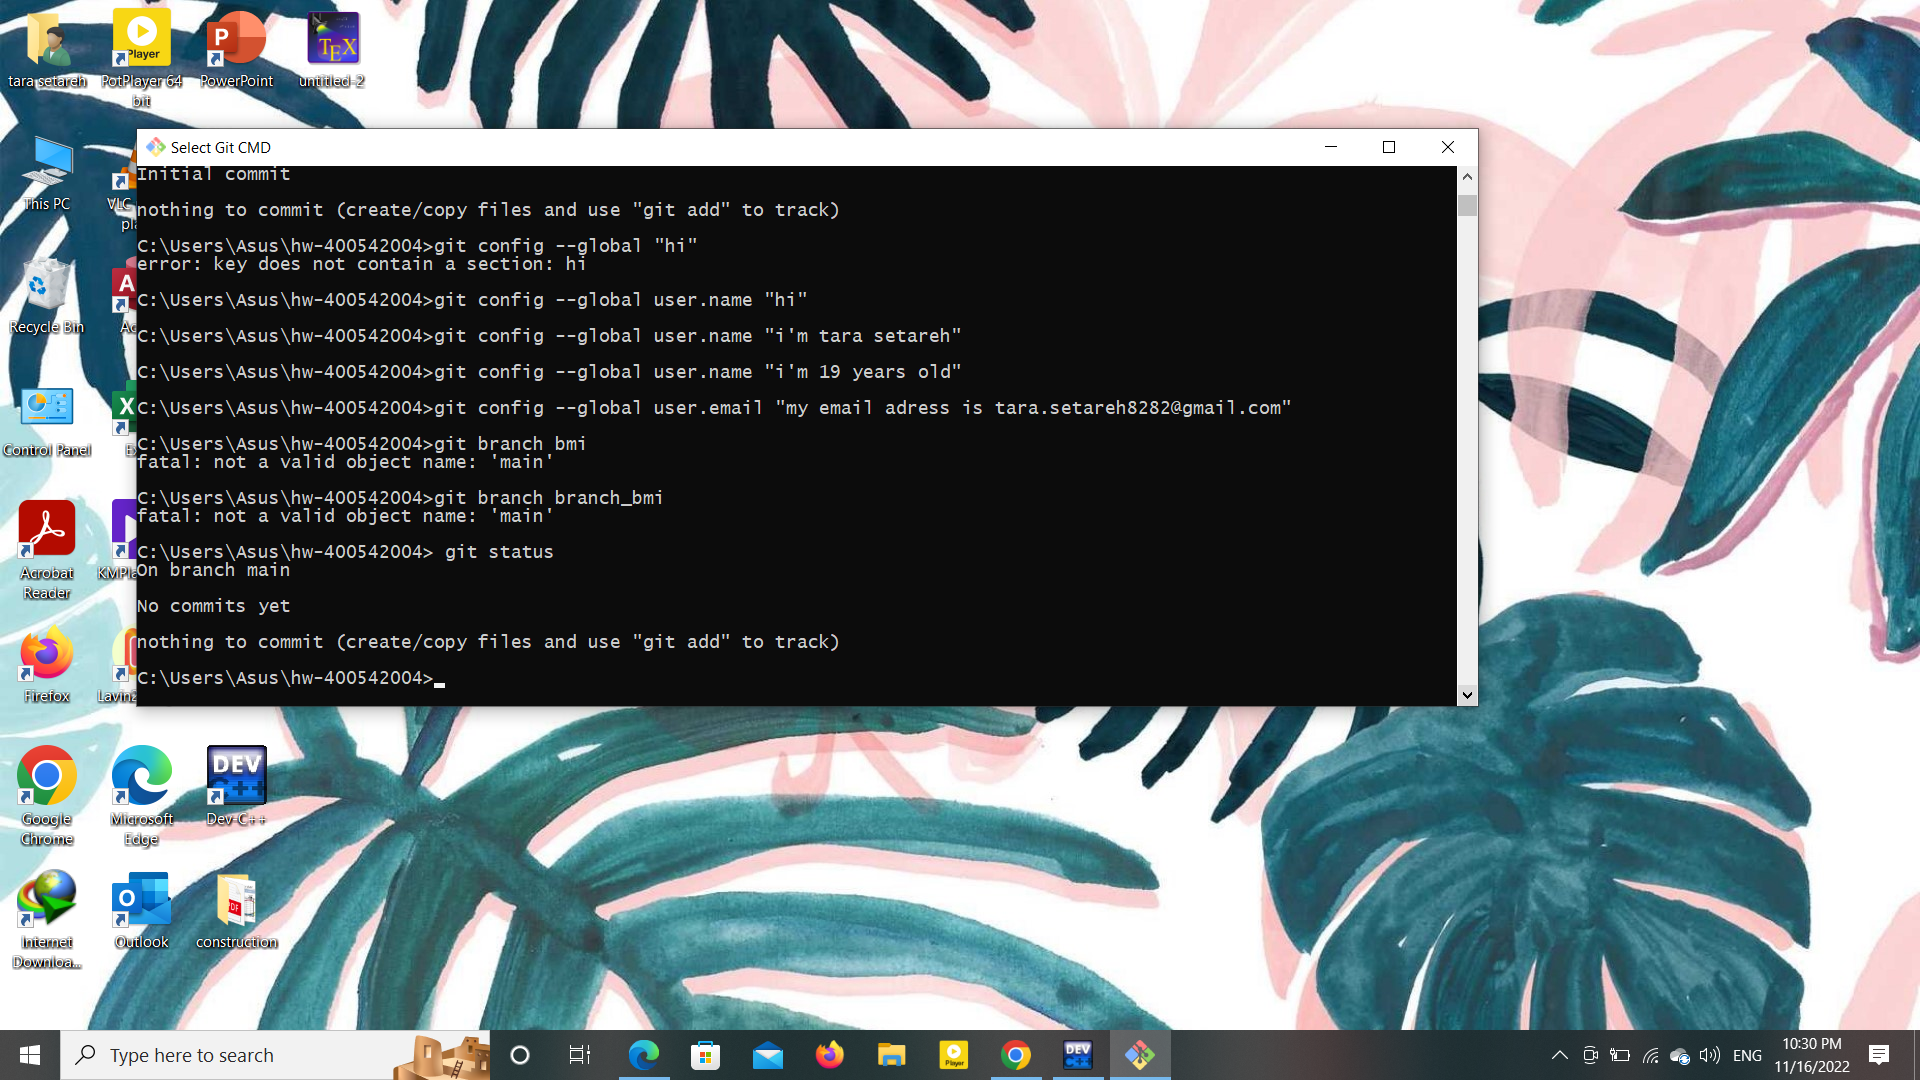 tara setareh
PotPlayer 64 bit
PowerPoint
untitled-2
This PC
VLC
pla
Recycle Bin
Ac
Control Panel
E
Acrobat Reader
KMPla
Firefox
Lavin
Google Chrome
Microsoft Edge
Dev-C++
Internet Downloa...
Outlook
construction
Player
P
TEX
A
X
DEV
C++
O
PDF
Select Git CMD
Initial commit
nothing to commit (create/copy files and use "git add" to track)
C:\Users\Asus\hw-400542004>git config --global "hi"
error: key does not contain a section: hi
C:\Users\Asus\hw-400542004>git config --global user.name "hi"
C:\Users\Asus\hw-400542004>git config --global user.name "i'm tara setareh"
C:\Users\Asus\hw-400542004>git config --global user.name "i'm 19 years old"
C:\Users\Asus\hw-400542004>git config --global user.email "my email adress is tara.setareh8282@gmail.com"
C:\Users\Asus\hw-400542004>git branch bmi
fatal: not a valid object name: 'main'
C:\Users\Asus\hw-400542004>git branch branch_bmi
fatal: not a valid object name: 'main'
C:\Users\Asus\hw-400542004> git status
On branch main
No commits yet
nothing to commit (create/copy files and use "git add" to track)
C:\Users\Asus\hw-400542004>
Type here to search
Player
DEV
C++
ENG
10:30 PM
11/16/2022